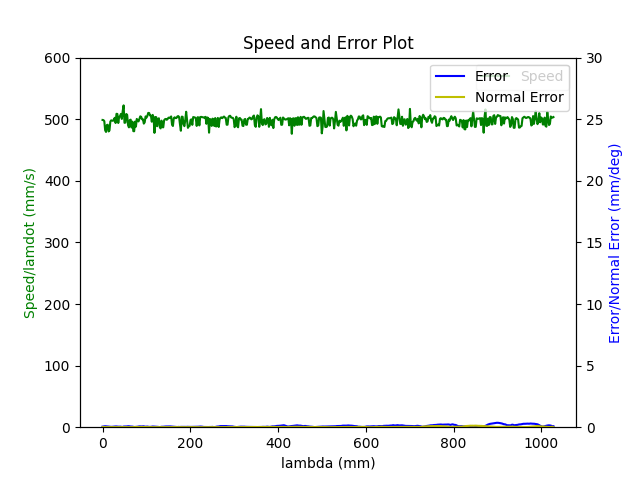 Speed and Error Plot
600
500
400
300
200
100
0
Speed/lamdot (mm/s)
30
25
20
15
10
5
0
Error/Normal Error (mm/deg)
Error
Speed
Normal Error
0
200
400
600
800
1000
lambda (mm)